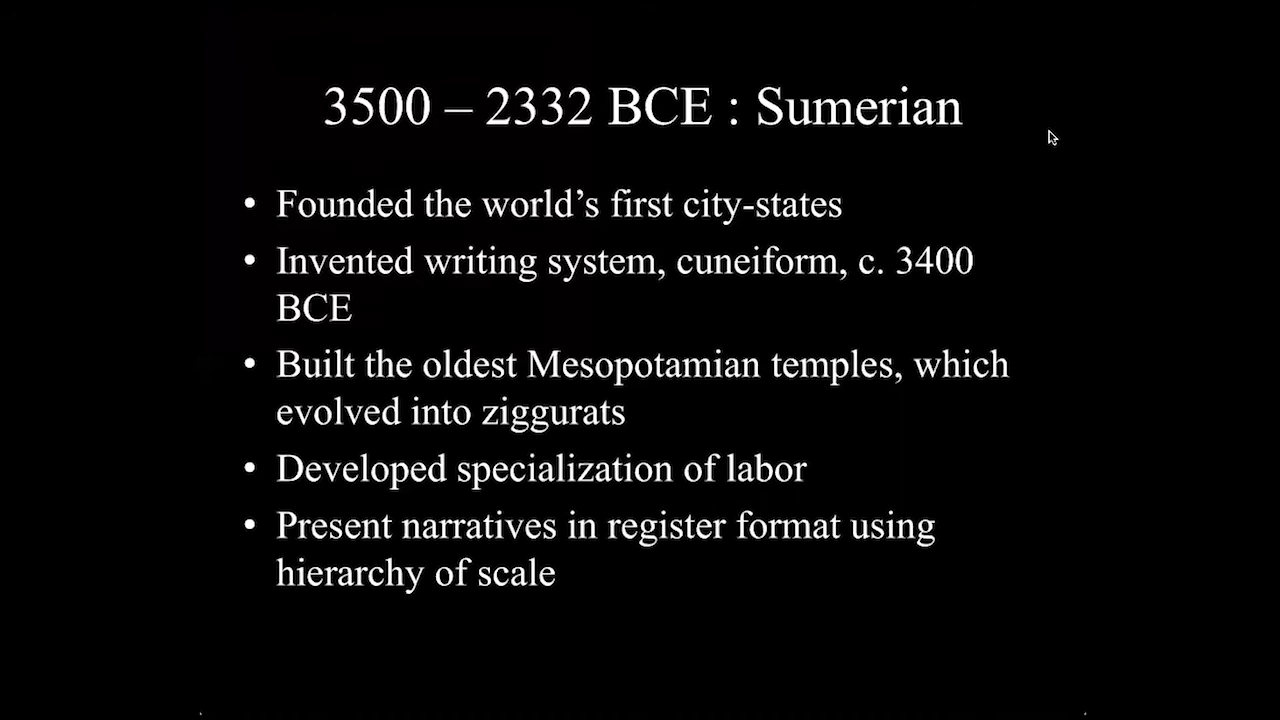 3500 – 2332 BCE : Sumerian
• Founded the world’s first city-states
• Invented writing system, cuneiform, c. 3400
BCE
• Built the oldest Mesopotamian temples, which
evolved into ziggurats
• Developed specialization of labor
• Present narratives in register format using
hierarchy of scale